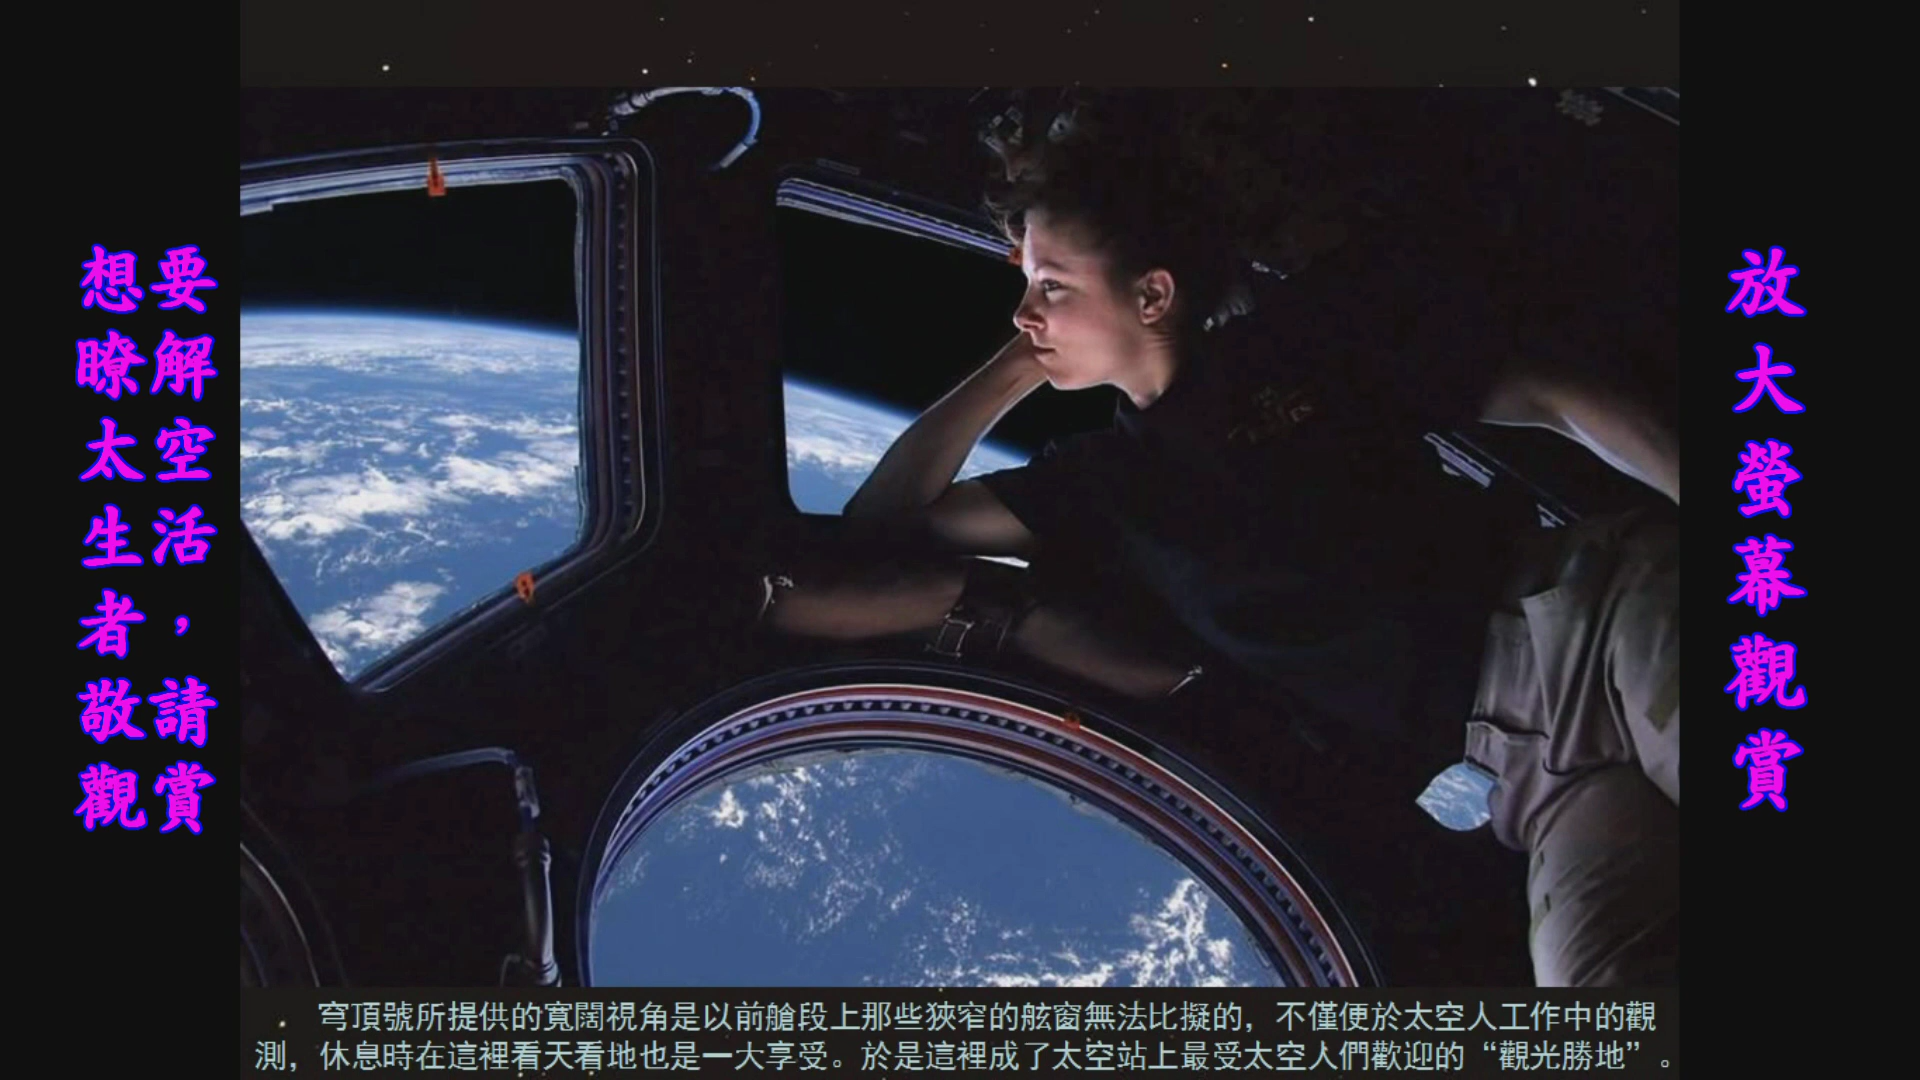 想要
瞭解
太空
生活
者，
敬請
觀賞
放大螢幕觀賞
穹頂號所提供的寬闊視角是以前艙段上那些狹窄的舷窗無法比擬的，不僅便於太空人工作中的觀
測，休息時在這裡看天看地也是一大享受。於是這裡成了太空站上最受太空人們歡迎的“觀光勝地”。